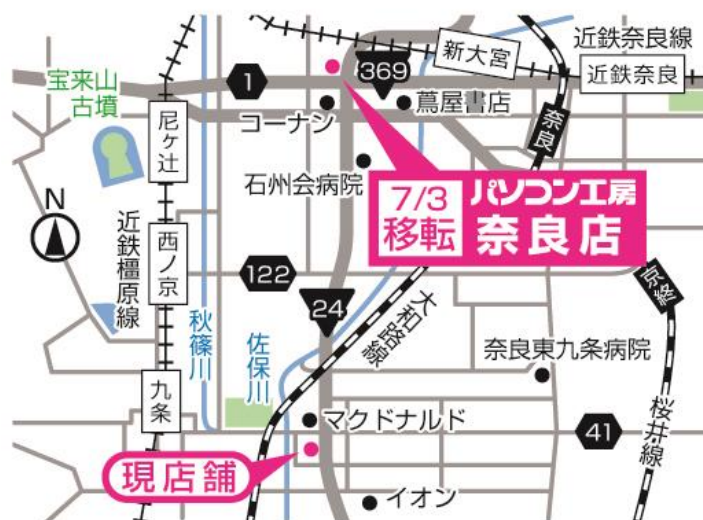 近鉄奈良線
新大宮
近鉄奈良
宝来山
古墳
1
369
コーナン
蔦屋書店
奈良
尼ヶ辻
石州会病院
7/3
移転
パソコン工房
奈良店
N
近鉄橿原線
西ノ京
122
24
大和路線
京終
秋篠川
佐保川
奈良東九条病院
九条
マクドナルド
41
桜井線
現店舗
イオン